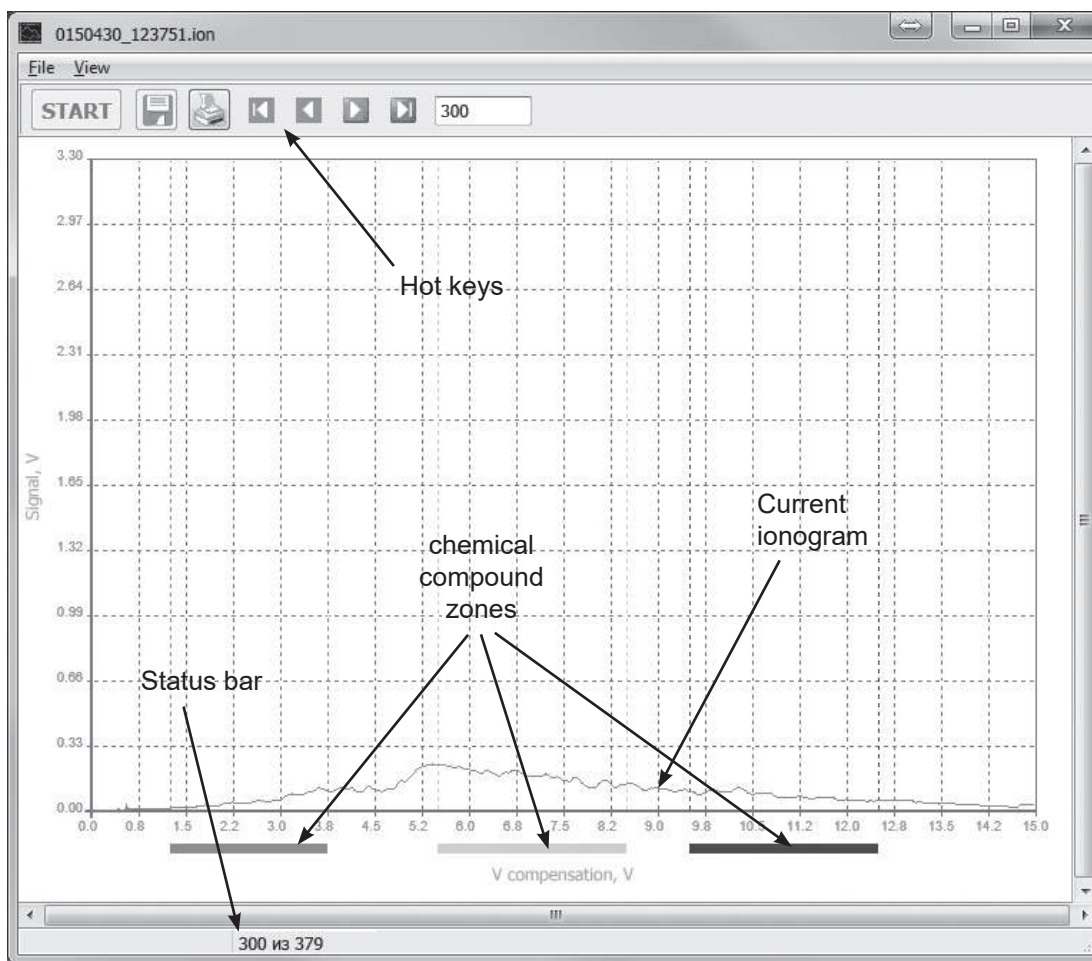 0150430_123751.ion
File View
START 300
3.30
2.97
Hot keys
2.64
2.31
1.98
Signal, V
1.65
Current
ionogram
1.32
chemical
compound
zones
0.99
0.66
Status bar
0.33
0.00
0.0 0.8 1.5 2.2 3.0 3.8 4.5 5.2 6.0 6.8 7.5 8.2 9.0 9.8 10.5 11.2 12.0 12.8 13.5 14.2 15.0
V compensation, V
300 из 379